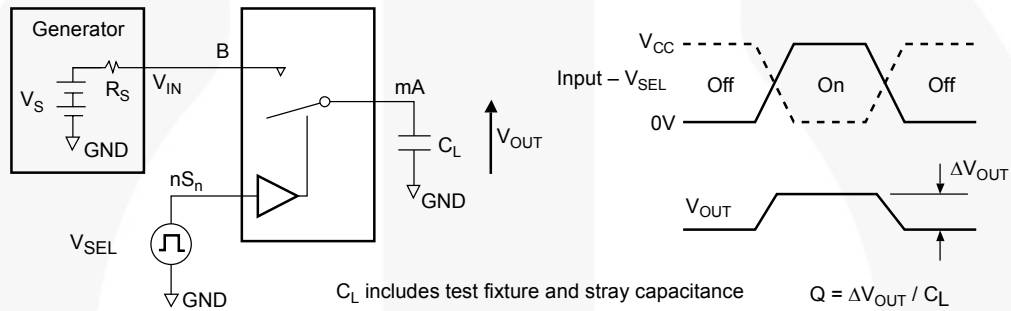 Generator
B
V_S
R_S
V_IN
GND
nS_n
V_SEL
GND
mA
C_L
GND
V_OUT
C_L includes test fixture and stray capacitance
V_CC
Input – V_SEL
Off
On
Off
0V
V_OUT
ΔV_OUT
Q = ΔV_OUT / C_L